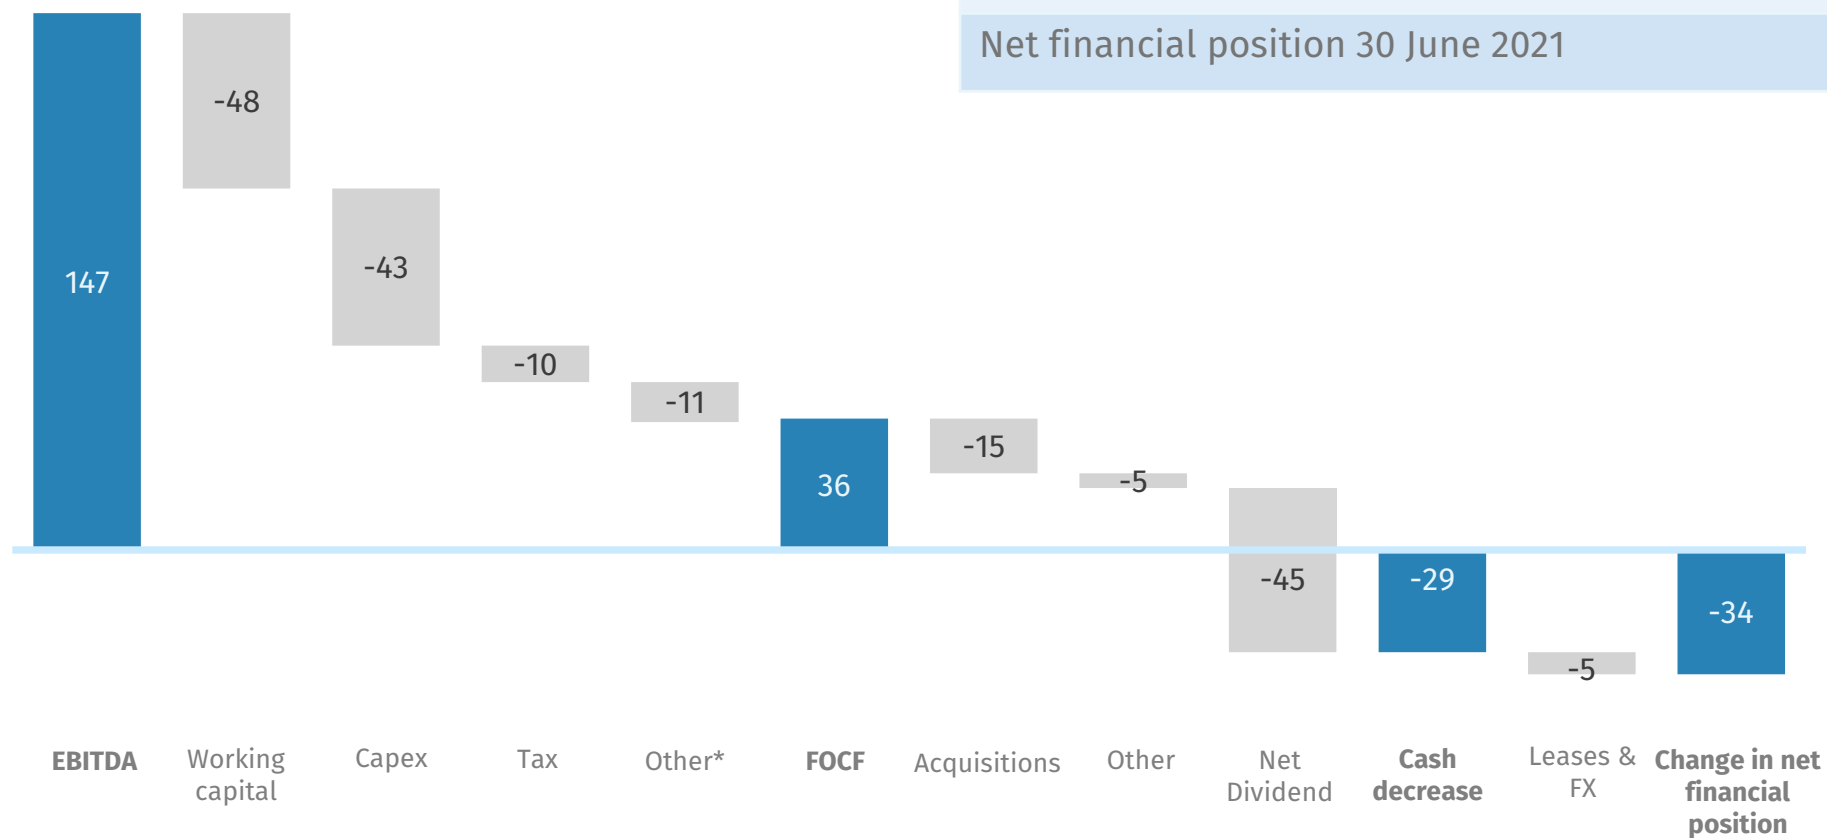 Net financial position 30 June 2021
147
-48
-43
-10
-11
36
-15
-5
-45
-29
-5
-34
EBITDA
Working
capital
Capex
Tax
Other*
FOCF
Acquisitions
Other
Net
Dividend
Cash
decrease
Leases &
FX
Change in net
financial
position